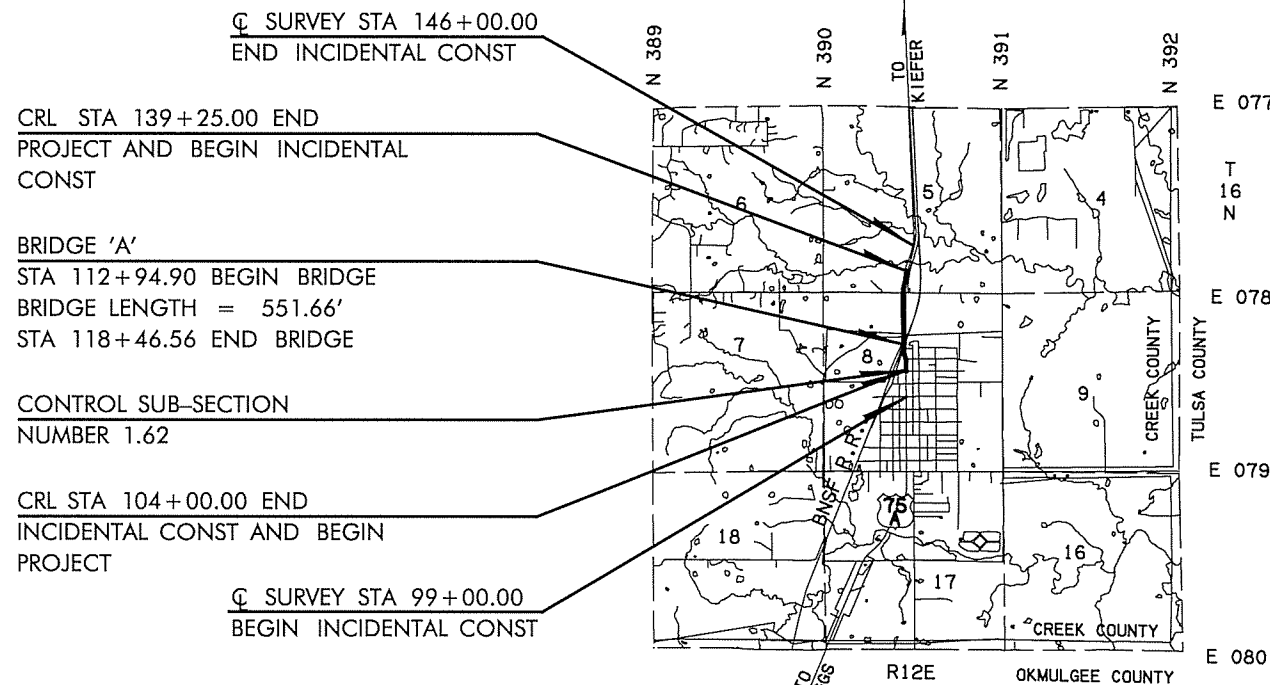 ℄ SURVEY STA 146+00.00
END INCIDENTAL CONST
CRL STA 139+25.00 END
PROJECT AND BEGIN INCIDENTAL
CONST
BRIDGE 'A'
STA 112+94.90 BEGIN BRIDGE
BRIDGE LENGTH = 551.66'
STA 118+46.56 END BRIDGE
CONTROL SUB-SECTION
NUMBER 1.62
CRL STA 104+00.00 END
INCIDENTAL CONST AND BEGIN
PROJECT
℄ SURVEY STA 99+00.00
BEGIN INCIDENTAL CONST
N 389
N 390
TO
KIEFER
N 391
N 392
E 077
T
16
N
E 078
E 079
E 080
6
5
4
7
8
9
18
17
16
BNSF R.R.
75
A
CREEK COUNTY
TULSA COUNTY
CREEK COUNTY
R12E
OKMULGEE COUNTY
TO